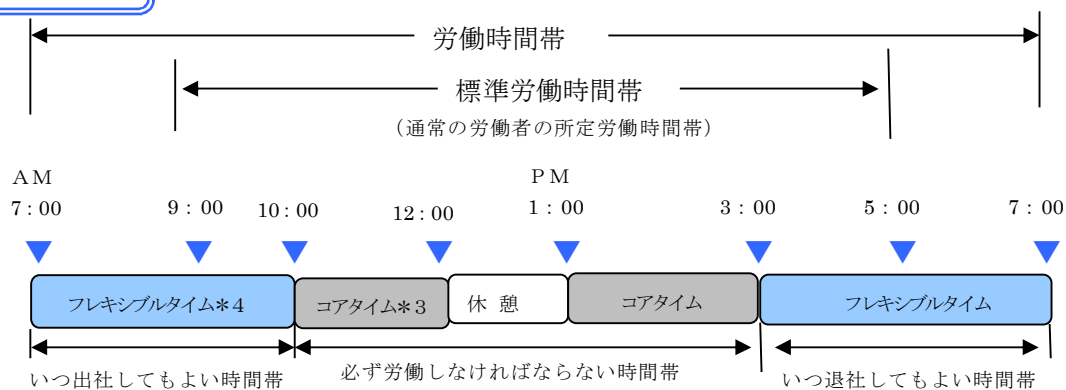 労働時間帯
標準労働時間帯
（通常の労働者の所定労働時間帯）
ＡＭ ＰＭ
7：00 9：00 10：00 12：00 1：00 3：00 5：00 7：00
フレキシブルタイム＊4 コアタイム＊3 休 憩 コアタイム フレキシブルタイム
いつ出社してもよい時間帯 必ず労働しなければならない時間帯 いつ退社してもよい時間帯